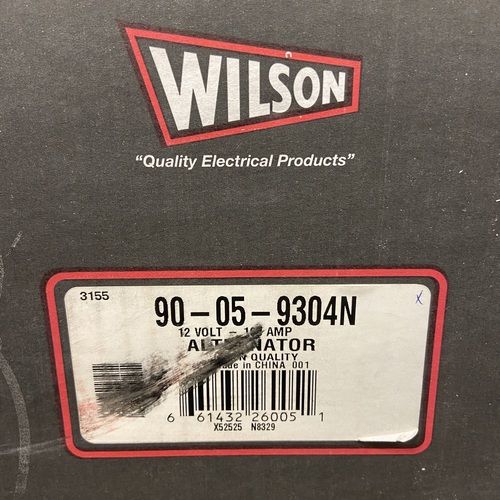 WILSON
“Quality Electrical Products”
3155
90-05-9304N
x
12 VOLT - AMP
QUALITY
in CHINA 001
6 61432 26005 1
X52525 N8329